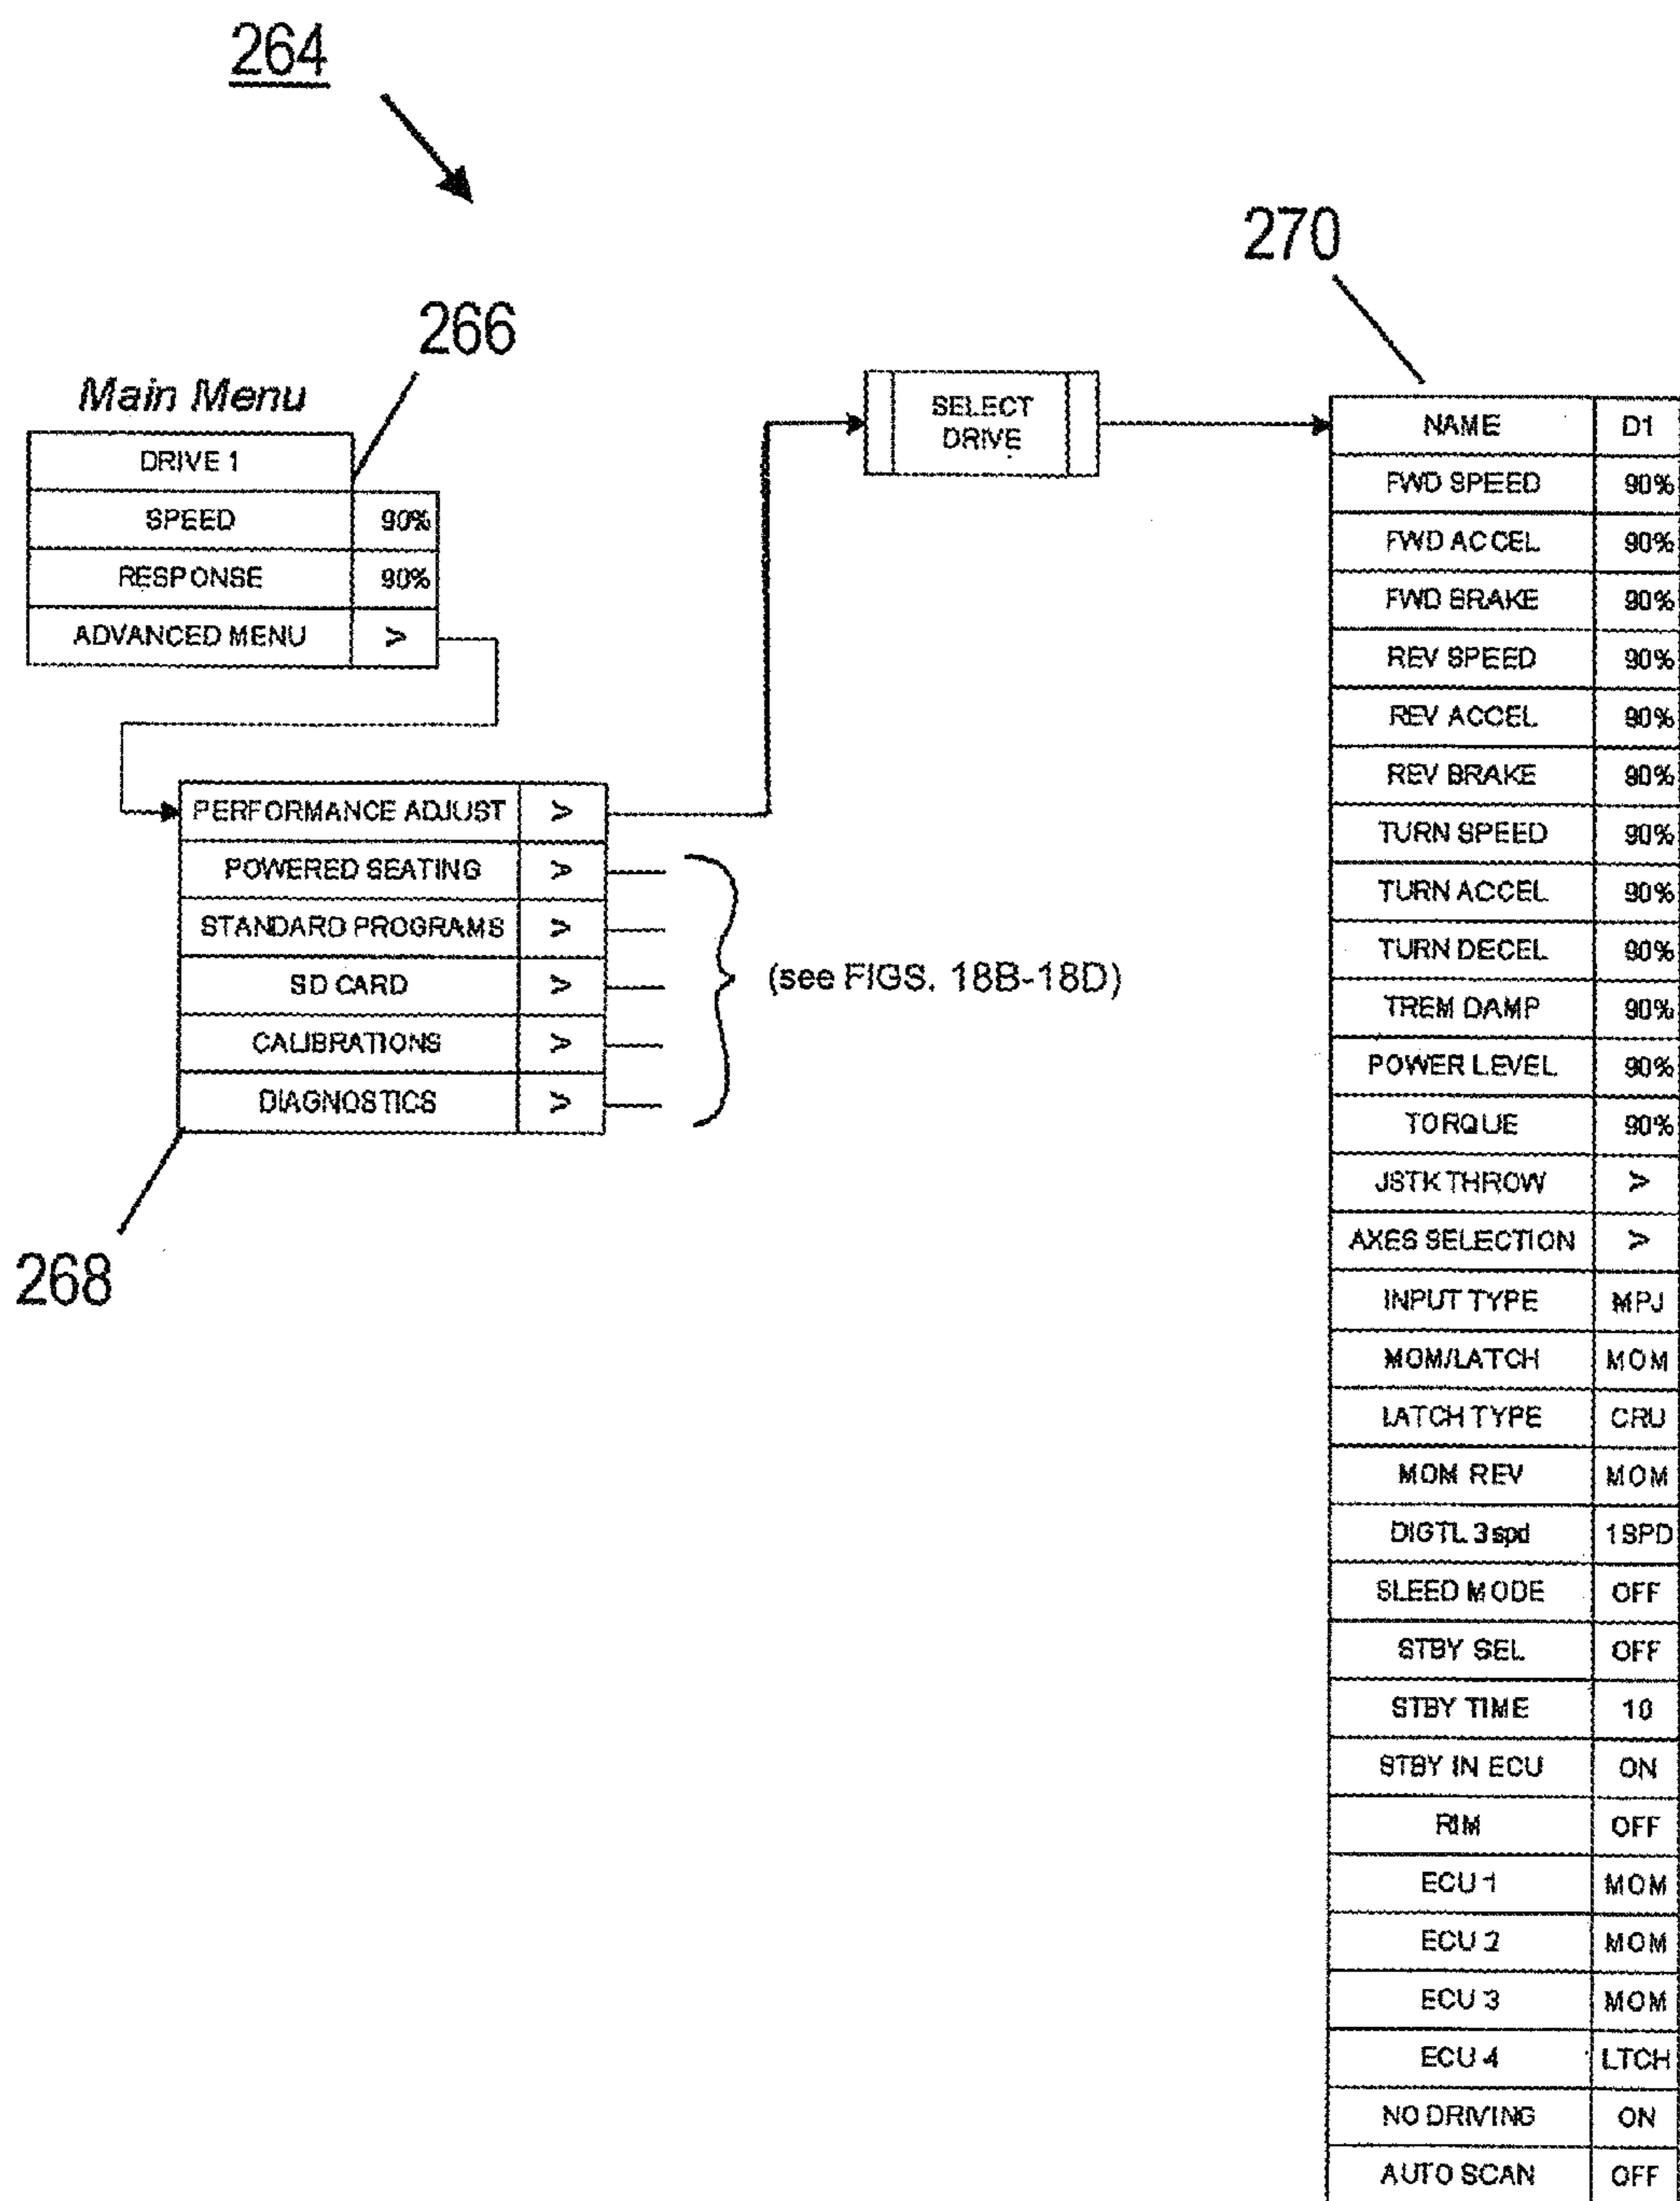 264
266
Main Menu
DRIVE 1
SPEED 90%
RESPONSE 90%
ADVANCED MENU >
PERFORMANCE ADJUST >
POWERED SEATING >
STANDARD PROGRAMS >
SD CARD >
CALIBRATIONS >
DIAGNOSTICS >
268
(see FIGS. 18B-18D)
SELECT
DRIVE
270
NAME D1
FWD SPEED 90%
FWD ACCEL 90%
FWD BRAKE 90%
REV SPEED 90%
REV ACCEL 90%
REV BRAKE 90%
TURN SPEED 90%
TURN ACCEL 90%
TURN DECEL 90%
TREM DAMP 90%
POWER LEVEL 90%
TORQUE 90%
JSTK THROW >
AXES SELECTION >
INPUT TYPE MPJ
MOM/LATCH MOM
LATCH TYPE CRU
MOM REV MOM
DIGTL 3spd 1SPD
SLEED MODE OFF
STBY SEL OFF
STBY TIME 10
STBY IN ECU ON
RIM OFF
ECU 1 MOM
ECU 2 MOM
ECU 3 MOM
ECU 4 LTCH
NO DRIVING ON
AUTO SCAN OFF